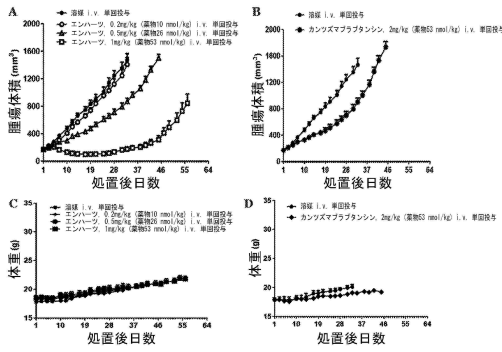 A
溶媒 i.v. 単回投与
エンハーツ, 0.2mg/kg (薬物10 nmol/kg) i.v. 単回投与
エンハーツ, 0.5mg/kg (薬物26 nmol/kg) i.v. 単回投与
エンハーツ, 1mg/kg (薬物53 nmol/kg) i.v. 単回投与
腫瘍体積 (mm³)
2000
1600
1200
800
400
0
1 10 19 28 37 46 55 64
処置後日数
B
溶媒 i.v. 単回投与
カンツズマブラブタンシン, 2mg/kg (薬物53 nmol/kg) i.v. 単回投与
腫瘍体積 (mm³)
2000
1600
1200
800
400
0
1 10 19 28 37 46 55 64
処置後日数
C
溶媒 i.v. 単回投与
エンハーツ, 0.2mg/kg (薬物10 nmol/kg) i.v. 単回投与
エンハーツ, 0.5mg/kg (薬物26 nmol/kg) i.v. 単回投与
エンハーツ, 1mg/kg (薬物53 nmol/kg) i.v. 単回投与
体重 (g)
35
30
25
20
15
1 10 19 28 37 46 55 64
処置後日数
D
溶媒 i.v. 単回投与
カンツズマブラブタンシン, 2mg/kg (薬物53 nmol/kg) i.v. 単回投与
体重 (g)
35
30
25
20
15
1 10 19 28 37 46 55 64
処置後日数